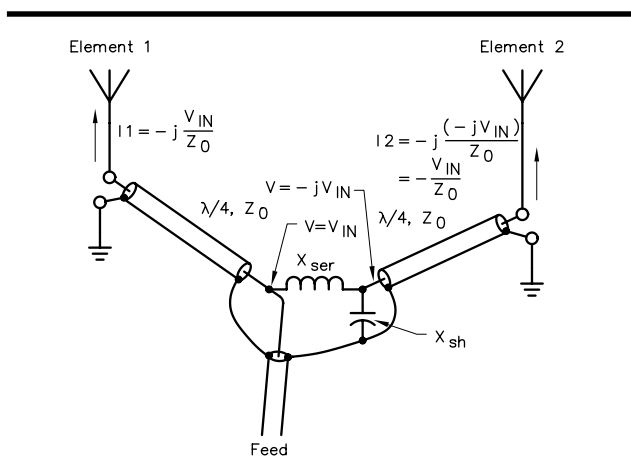 Element 1
Element 2
I1 = -j V_IN / Z_0
I2 = -j (-jV_IN) / Z_0
= - V_IN / Z_0
V = -jV_IN
λ/4, Z_0
λ/4, Z_0
V=V_IN
X_ser
X_sh
Feed